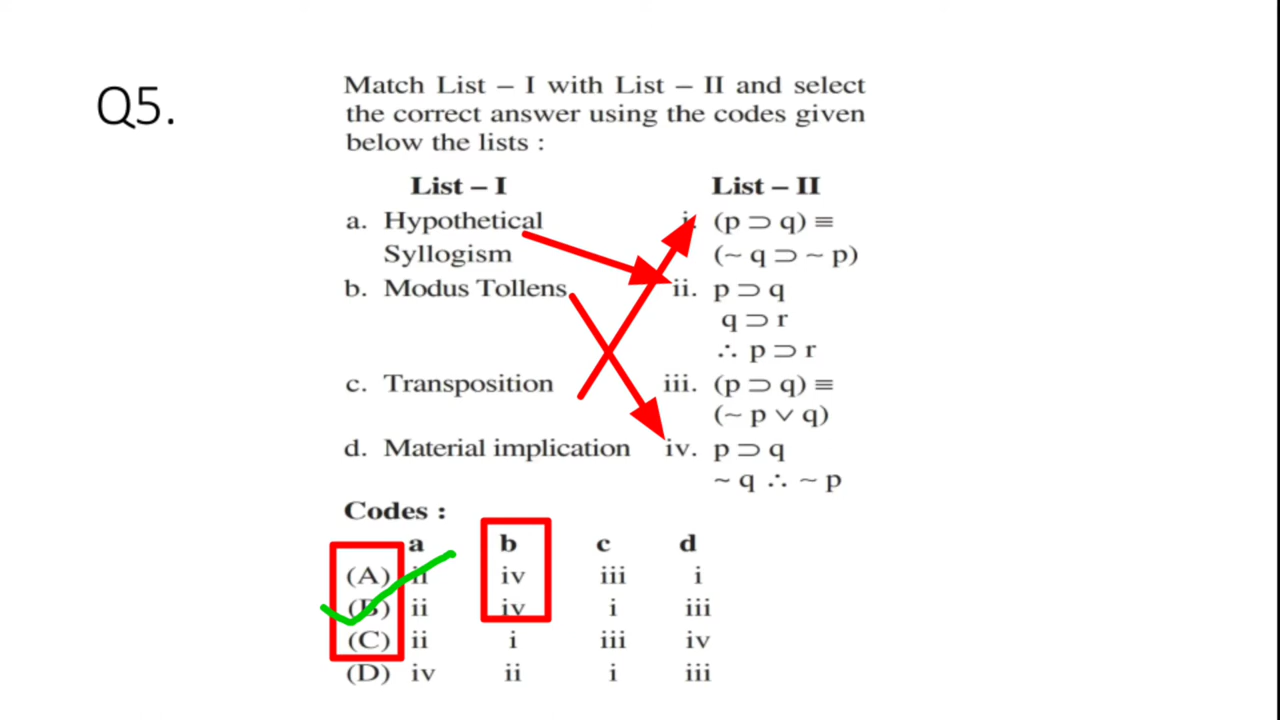 Q5.
Match List – I with List – II and select
the correct answer using the codes given
below the lists :
List – I List – II
a. Hypothetical i. (p ⊃ q) ≡
Syllogism (~ q ⊃ ~ p)
b. Modus Tollens ii. p ⊃ q
q ⊃ r
∴ p ⊃ r
c. Transposition iii. (p ⊃ q) ≡
(~ p ∨ q)
d. Material implication iv. p ⊃ q
~ q ∴ ~ p
Codes :
a b c d
(A) ii iv iii i
(B) ii iv i iii
(C) ii i iii iv
(D) iv ii i iii